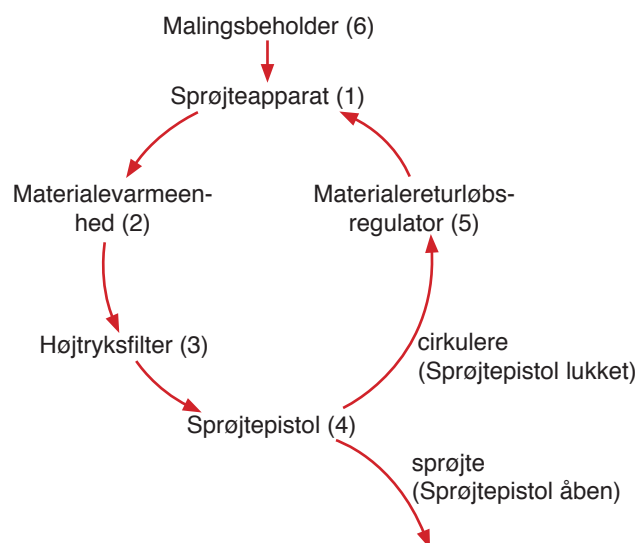 Malingsbeholder (6)
Sprøjteapparat (1)
Materialevarmeen-
hed (2)
Materialereturløbs-
regulator (5)
Højtryksfilter (3)
cirkulere
(Sprøjtepistol lukket)
Sprøjtepistol (4)
sprøjte
(Sprøjtepistol åben)